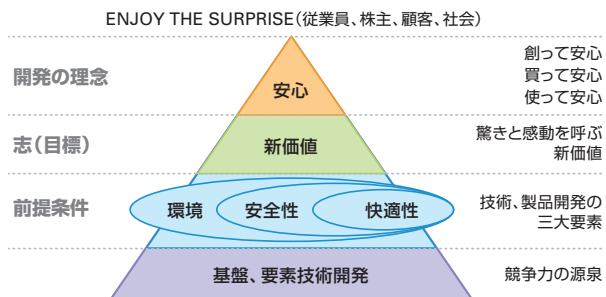 ENJOY THE SURPRISE(従業員、株主、顧客、社会)
開発の理念
安心
創って安心
買って安心
使って安心
志(目標)
新価値
驚きと感動を呼ぶ
新価値
前提条件
環境
安全性
快適性
技術、製品開発の
三大要素
基盤、要素技術開発
競争力の源泉